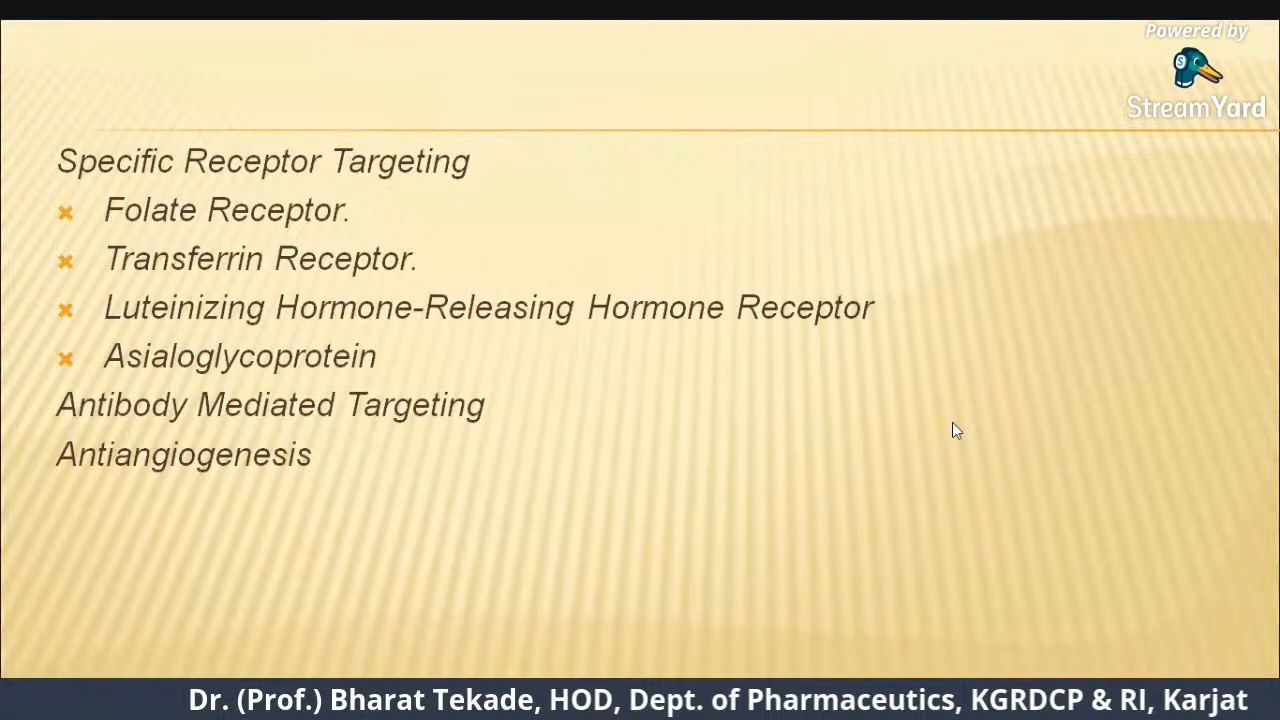 Powered by
StreamYard
Specific Receptor Targeting
Folate Receptor.
Transferrin Receptor.
Luteinizing Hormone-Releasing Hormone Receptor
Asialoglycoprotein
Antibody Mediated Targeting
Antiangiogenesis
Dr. (Prof.) Bharat Tekade, HOD, Dept. of Pharmaceutics, KGRDCP & RI, Karjat